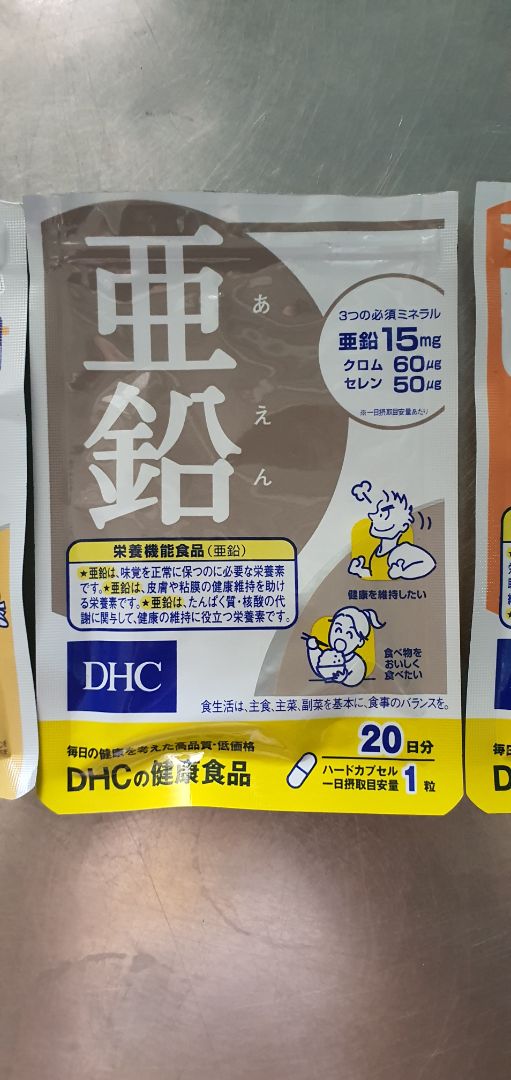 亜鉛
あえん
3つの必須ミネラル
亜鉛15mg
クロム 60μg
セレン 50μg
※一日摂取目安量あたり
栄養機能食品(亜鉛)
★亜鉛は、味覚を正常に保つのに必要な栄養素
です。★亜鉛は、皮膚や粘膜の健康維持を助け
る栄養素です。★亜鉛は、たんぱく質・核酸の代
謝に関与して、健康の維持に役立つ栄養素です。
健康を維持したい
食べ物を
おいしく
食べたい
DHC
食生活は、主食、主菜、副菜を基本に、食事のバランスを。
毎日の健康を考えた高品質・低価格
DHCの健康食品
20日分
ハードカプセル
一日摂取目安量 1粒